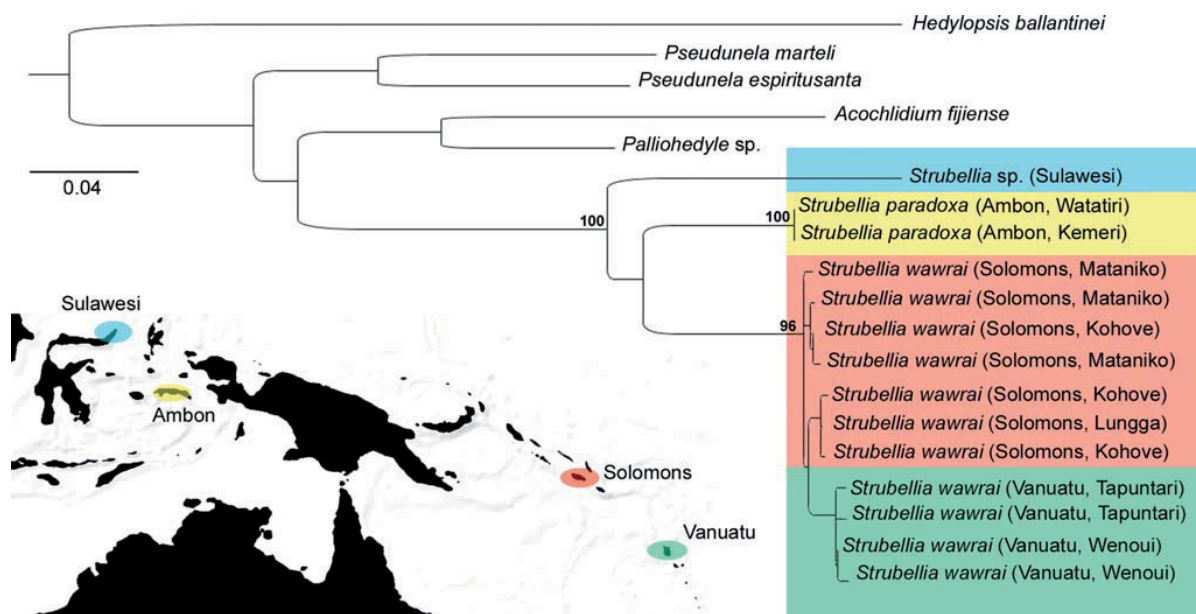 Hedylopsis ballantinei
Pseudunela marteli
Pseudunela espiritusanta
Acochlidium fijiense
Palliohedyle sp.
0.04
Strubellia sp. (Sulawesi)
100
100
Strubellia paradoxa (Ambon, Watatiri)
Strubellia paradoxa (Ambon, Kemeri)
Strubellia wawrai (Solomons, Mataniko)
Strubellia wawrai (Solomons, Mataniko)
96
Strubellia wawrai (Solomons, Kohove)
Strubellia wawrai (Solomons, Mataniko)
Strubellia wawrai (Solomons, Kohove)
Strubellia wawrai (Solomons, Lungga)
Strubellia wawrai (Solomons, Kohove)
Strubellia wawrai (Vanuatu, Tapuntari)
Strubellia wawrai (Vanuatu, Tapuntari)
Strubellia wawrai (Vanuatu, Wenoui)
Strubellia wawrai (Vanuatu, Wenoui)
Sulawesi
Ambon
Solomons
Vanuatu